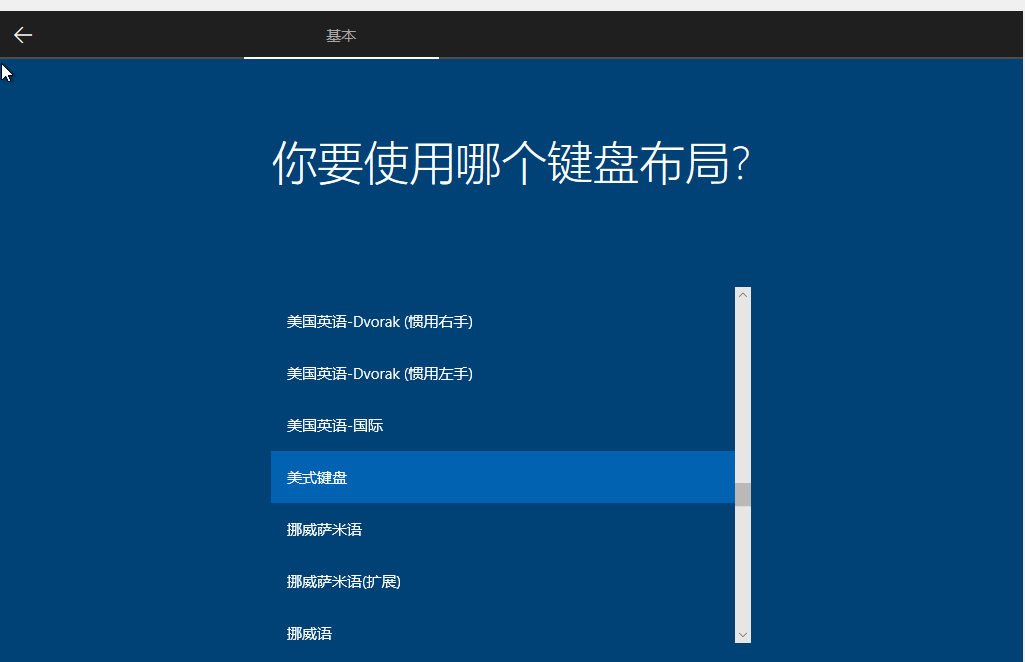 基本
你要使用哪个键盘布局?
美国英语-Dvorak (惯用右手)
美国英语-Dvorak (惯用左手)
美国英语-国际
美式键盘
挪威萨米语
挪威萨米语(扩展)
挪威语